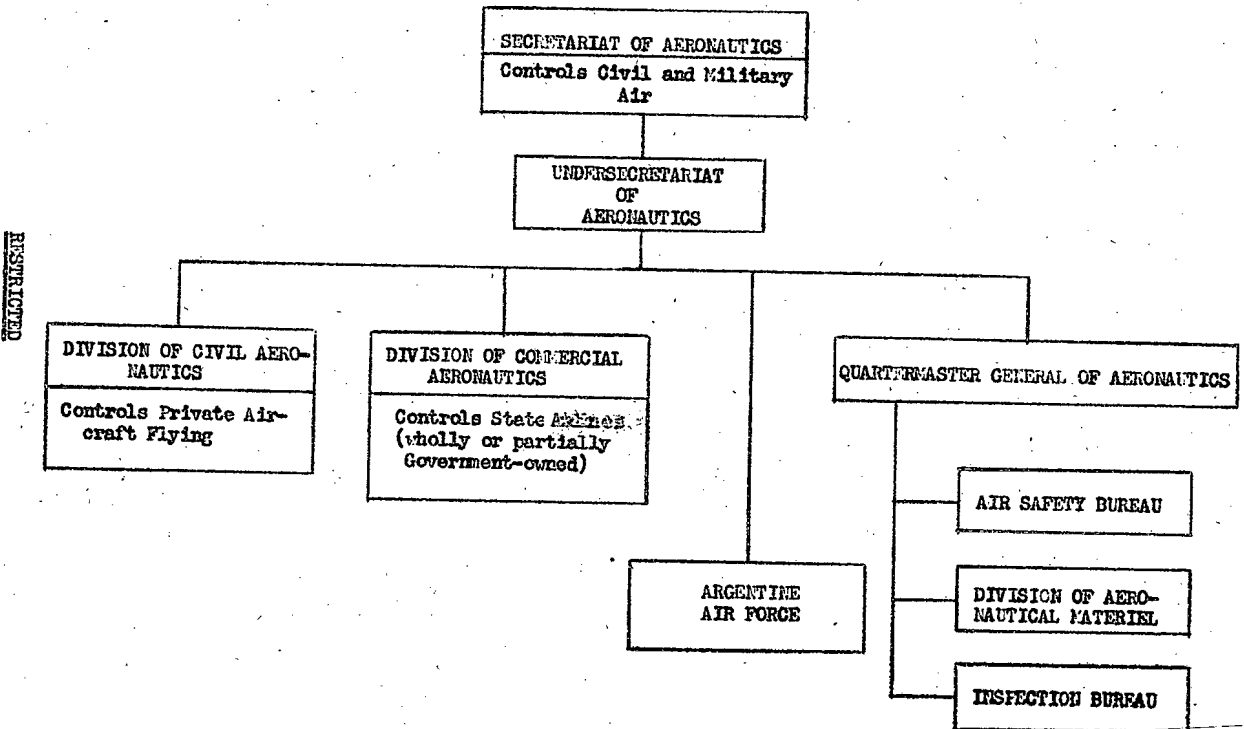 SECRETARIAT OF AERONAUTICS
Controls Civil and Military
Air
UNDERSECRETARIAT
OF
AERONAUTICS
RESTRICTED
DIVISION OF CIVIL AERO-
NAUTICS
Controls Private Air-
craft Flying
DIVISION OF COMMERCIAL
AERONAUTICS
Controls State
(wholly or partially
Government-owned)
QUARTERMASTER GENERAL OF AERONAUTICS
AIR SAFETY BUREAU
ARGENTINE
AIR FORCE
DIVISION OF AERO-
NAUTICAL MATERIEL
INSPECTION BUREAU